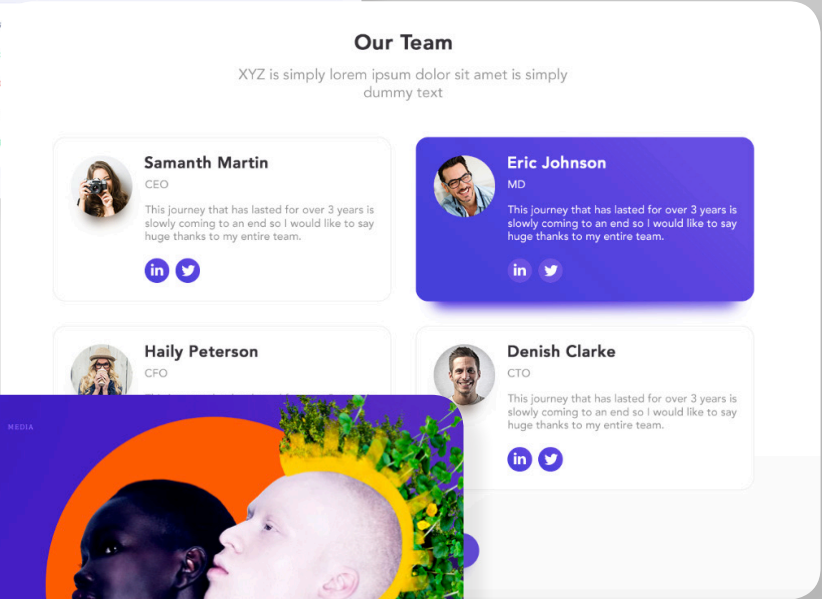 Our Team
XYZ is simply lorem ipsum dolor sit amet is simply
dummy text
Samanth Martin
CEO
This journey that has lasted for over 3 years is
slowly coming to an end so I would like to say
huge thanks to my entire team.
in
Eric Johnson
MD
This journey that has lasted for over 3 years is
slowly coming to an end so I would like to say
huge thanks to my entire team.
in
Haily Peterson
CFO
Denish Clarke
CTO
This journey that has lasted for over 3 years is
slowly coming to an end so I would like to say
huge thanks to my entire team.
in
MEDIA